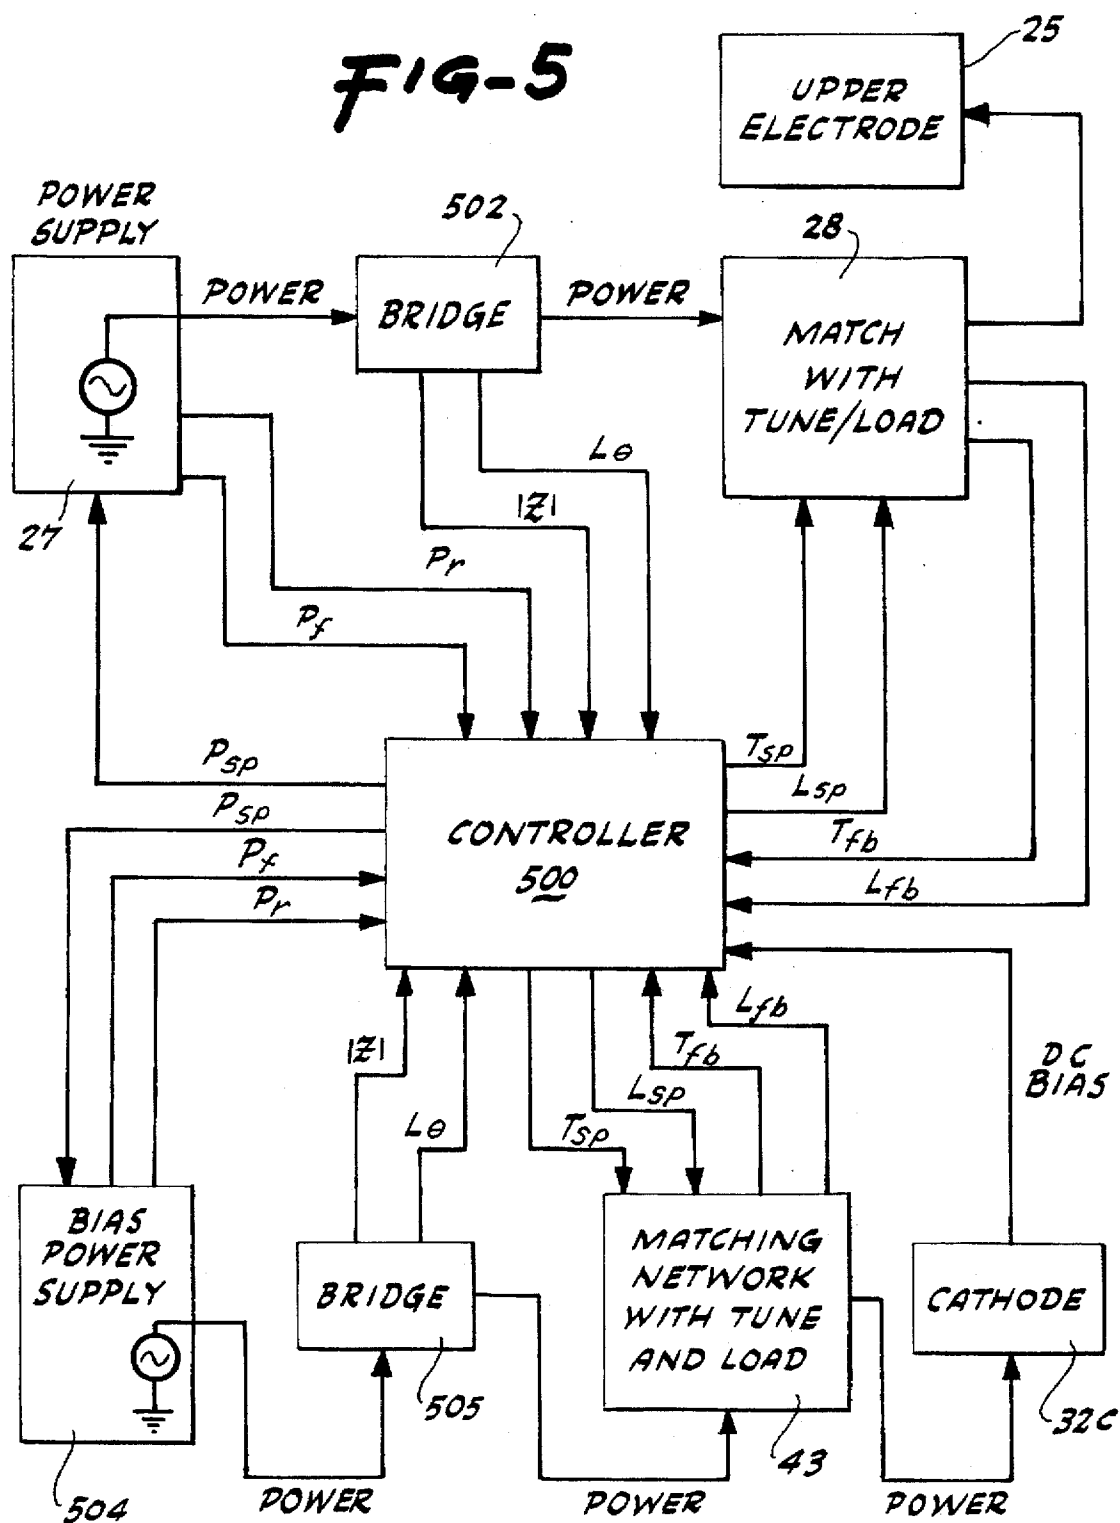 FIG-5
25
UPPER
ELECTRODE
POWER
SUPPLY
502
28
POWER
BRIDGE
POWER
MATCH
WITH
TUNE/LOAD
Lθ
|Z|
27
Pr
Pf
Psp
Tsp
Lsp
Psp
CONTROLLER
500
Tfb
Pf
Lfb
Pr
Lfb
|Z|
Tfb
DC
BIAS
Lsp
Lθ
Tsp
BIAS
POWER
SUPPLY
BRIDGE
MATCHING
NETWORK
WITH TUNE
AND LOAD
CATHODE
505
32C
43
504
POWER
POWER
POWER